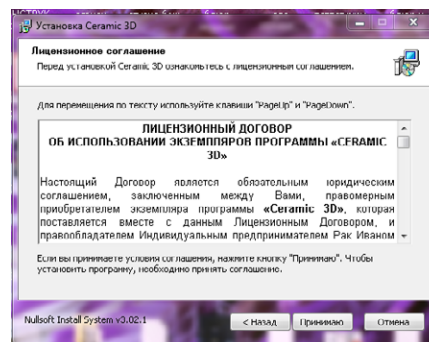 Установка Ceramic 3D
Лицензионное соглашение
Перед установкой Ceramic 3D ознакомьтесь с лицензионным соглашением.
Для перемещения по тексту используйте клавиши "PageUp" и "PageDown".
ЛИЦЕНЗИОННЫЙ ДОГОВОР
ОБ ИСПОЛЬЗОВАНИИ ЭКЗЕМПЛЯРОВ ПРОГРАММЫ «CERAMIC
3D»
Настоящий Договор является обязательным юридическим
соглашением, заключенным между Вами, правомерным
приобретателем экземпляра программы «Ceramic 3D», которая
поставляется вместе с данным Лицензионным Договором, и
правообладателем Индивидуальным предпринимателем Рак Иваном
Если вы принимаете условия соглашения, нажмите кнопку "Принимаю". Чтобы
установить программу, необходимо принять соглашение.
Nullsoft Install System v3.02.1
< Назад Принимаю Отмена